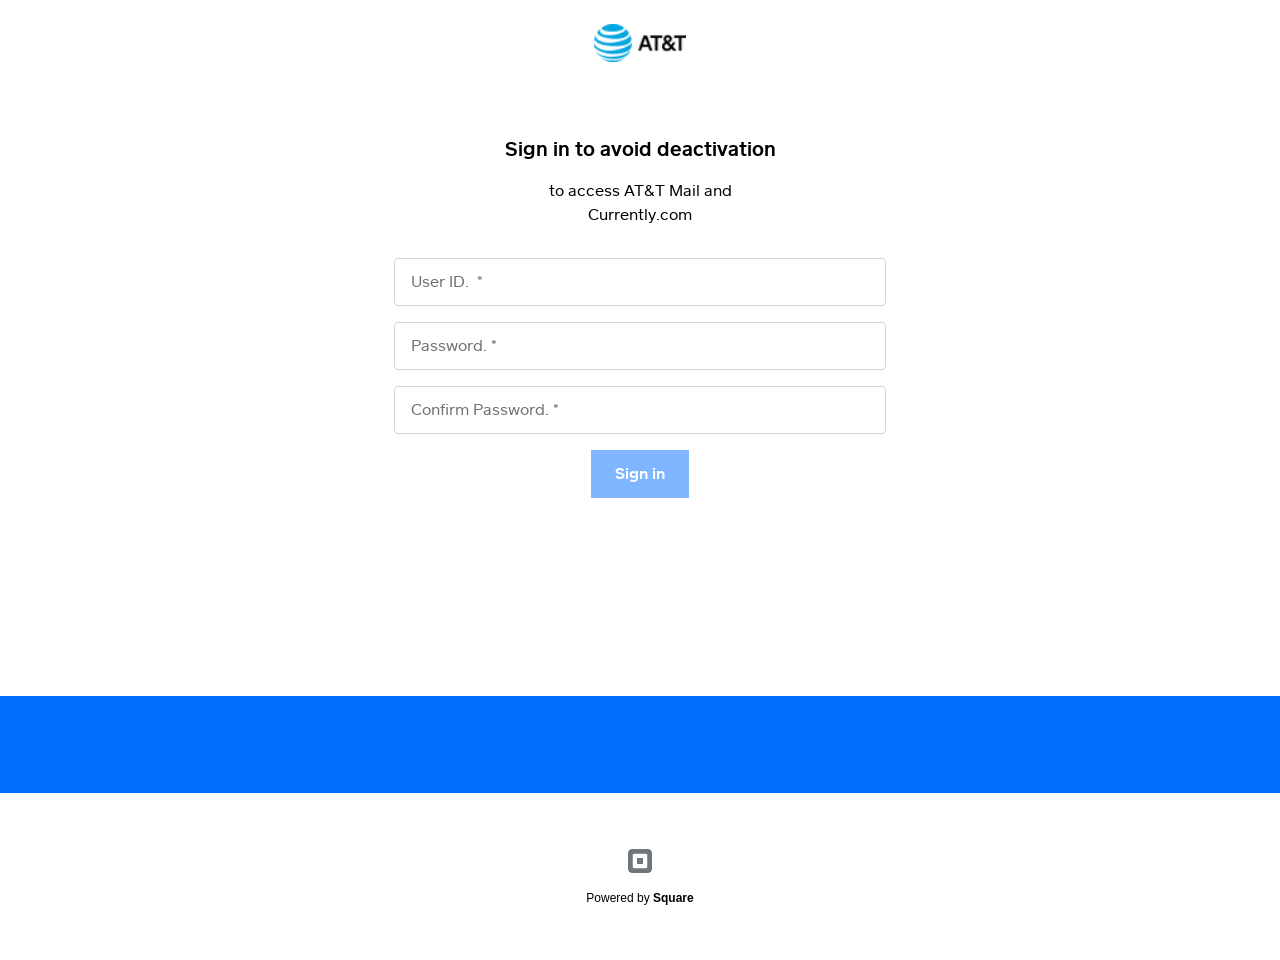 AT&T
Sign in to avoid deactivation
to access AT&T Mail and
Currently.com
User ID.  *
Password. *
Confirm Password. *
Sign in
Powered by Square